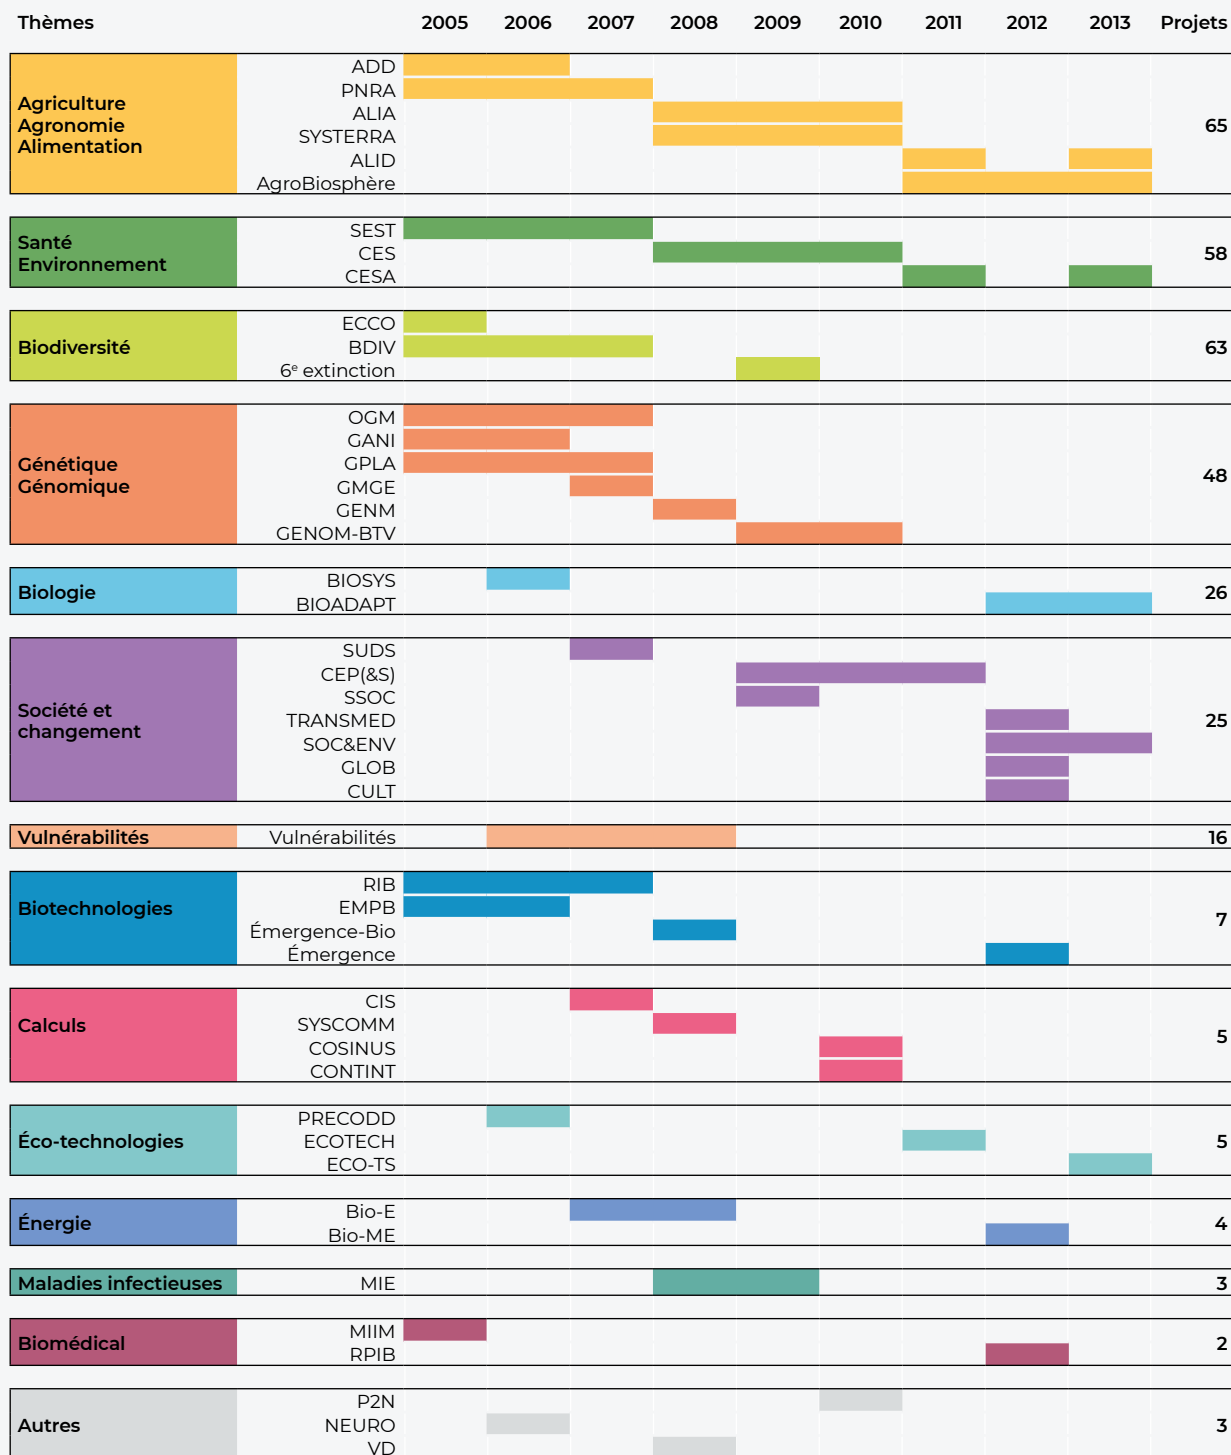 Thèmes 2005 2006 2007 2008 2009 2010 2011 2012 2013 Projets
Agriculture
Agronomie
Alimentation
ADD
PNRA
ALIA
SYSTERRA
ALID
AgroBiosphère
65
Santé
Environnement
SEST
CES
CESA
58
Biodiversité
ECCO
BDIV
6e extinction
63
Génétique
Génomique
OGM
GANI
GPLA
GMGE
GENM
GENOM-BTV
48
Biologie
BIOSYS
BIOADAPT
26
Société et
changement
SUDS
CEP(&S)
SSOC
TRANSMED
SOC&ENV
GLOB
CULT
25
Vulnérabilités
Vulnérabilités
16
Biotechnologies
RIB
EMPB
Émergence-Bio
Émergence
7
Calculs
CIS
SYSCOMM
COSINUS
CONTINT
5
Éco-technologies
PRECODD
ECOTECH
ECO-TS
5
Énergie
Bio-E
Bio-ME
4
Maladies infectieuses
MIE
3
Biomédical
MIIM
RPIB
2
Autres
P2N
NEURO
VD
3